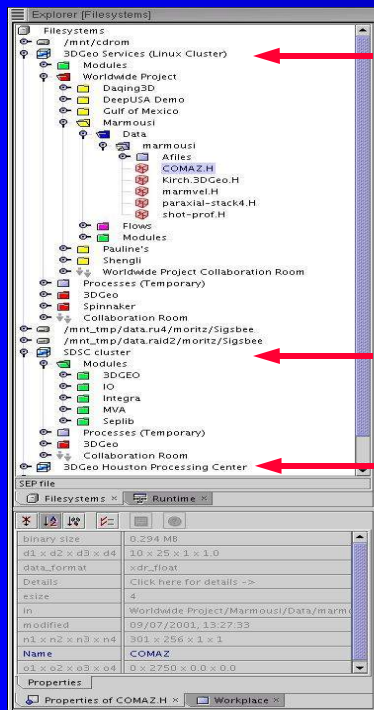 Explorer [Filesystems]
Filesystems
/mnt/cdrom
3DGeo Services (Linux Cluster)
Modules
Worldwide Project
Daqing3D
DeepUSA Demo
Gulf of Mexico
Marmousi
Data
marmousi
Afiles
COMAZ.H
Kirch.3DGeo.H
marmvel.H
paraxial-stack4.H
shot-prof.H
Flows
Modules
Pauline's
Shengli
Worldwide Project Collaboration Room
Processes (Temporary)
3DGeo
Spinnaker
Collaboration Room
/mnt_tmp/data.ru4/moritz/Sigsbee
/mnt_tmp/data.raid2/moritz/Sigsbee
SDSC cluster
Modules
3DGEO
IO
Integra
MVA
Seplib
Processes (Temporary)
3DGeo
Collaboration Room
3DGeo Houston Processing Center
SEP file
Filesystems × Runtime ×
binary size 0.294 MB
d1 x d2 x d3 x d4 10 x 25 x 1 x 1.0
data_format xdr_float
Details Click here for details ->
esize 4
in Worldwide Project/Marmousi/Data/marmo
modified 09/07/2001, 13:27:33
n1 x n2 x n3 x n4 301 x 256 x 1 x 1
Name COMAZ
o1 x o2 x o3 x o4 0 x 2750 x 0.0 x 0.0
Properties
Properties of COMAZ.H × Workplace ×